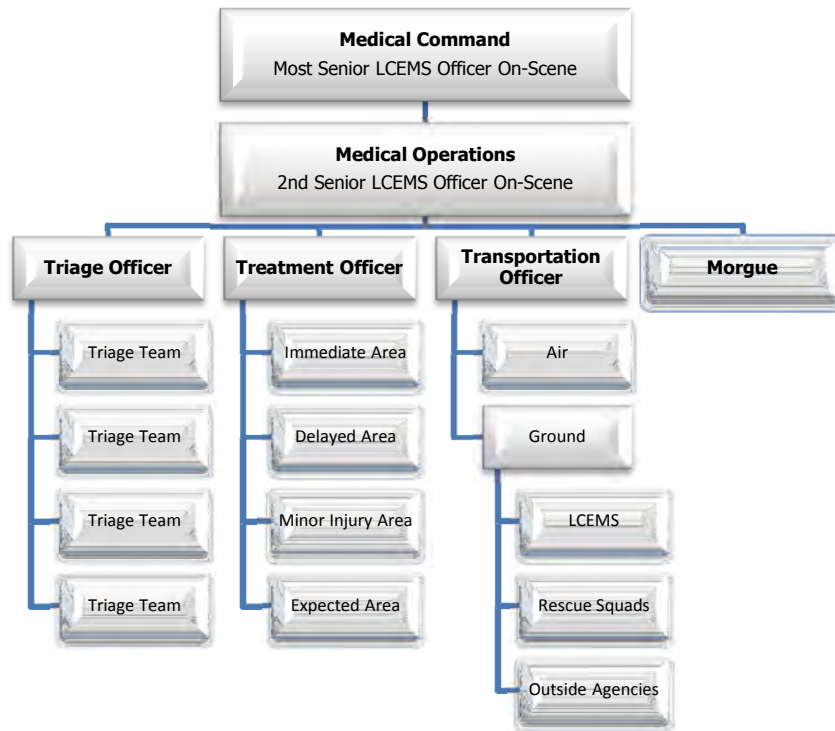 Medical Command
Most Senior LCEMS Officer On-Scene
Medical Operations
2nd Senior LCEMS Officer On-Scene
Triage Officer
Triage Team
Triage Team
Triage Team
Triage Team
Treatment Officer
Immediate Area
Delayed Area
Minor Injury Area
Expected Area
Transportation
Officer
Air
Ground
LCEMS
Rescue Squads
Outside Agencies
Morgue